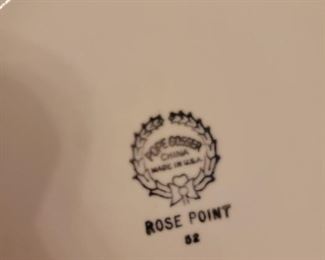 POPE GOSSER
CHINA
MADE IN U.S.A.
ROSE POINT
52